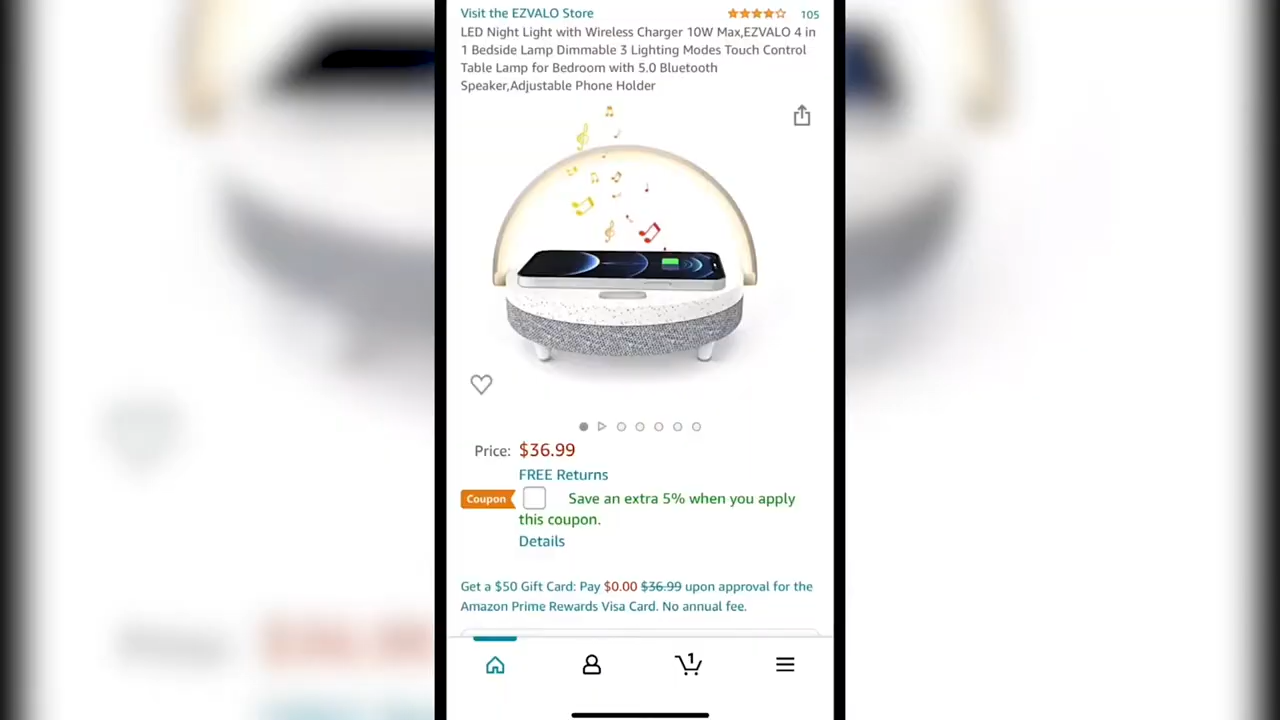 Visit the EZVALO Store 105
LED Night Light with Wireless Charger 10W Max,EZVALO 4 in
1 Bedside Lamp Dimmable 3 Lighting Modes Touch Control
Table Lamp for Bedroom with 5.0 Bluetooth
Speaker,Adjustable Phone Holder
Price: $36.99
FREE Returns
Coupon Save an extra 5% when you apply
this coupon.
Details
Get a $50 Gift Card: Pay $0.00 $36.99 upon approval for the
Amazon Prime Rewards Visa Card. No annual fee.
1